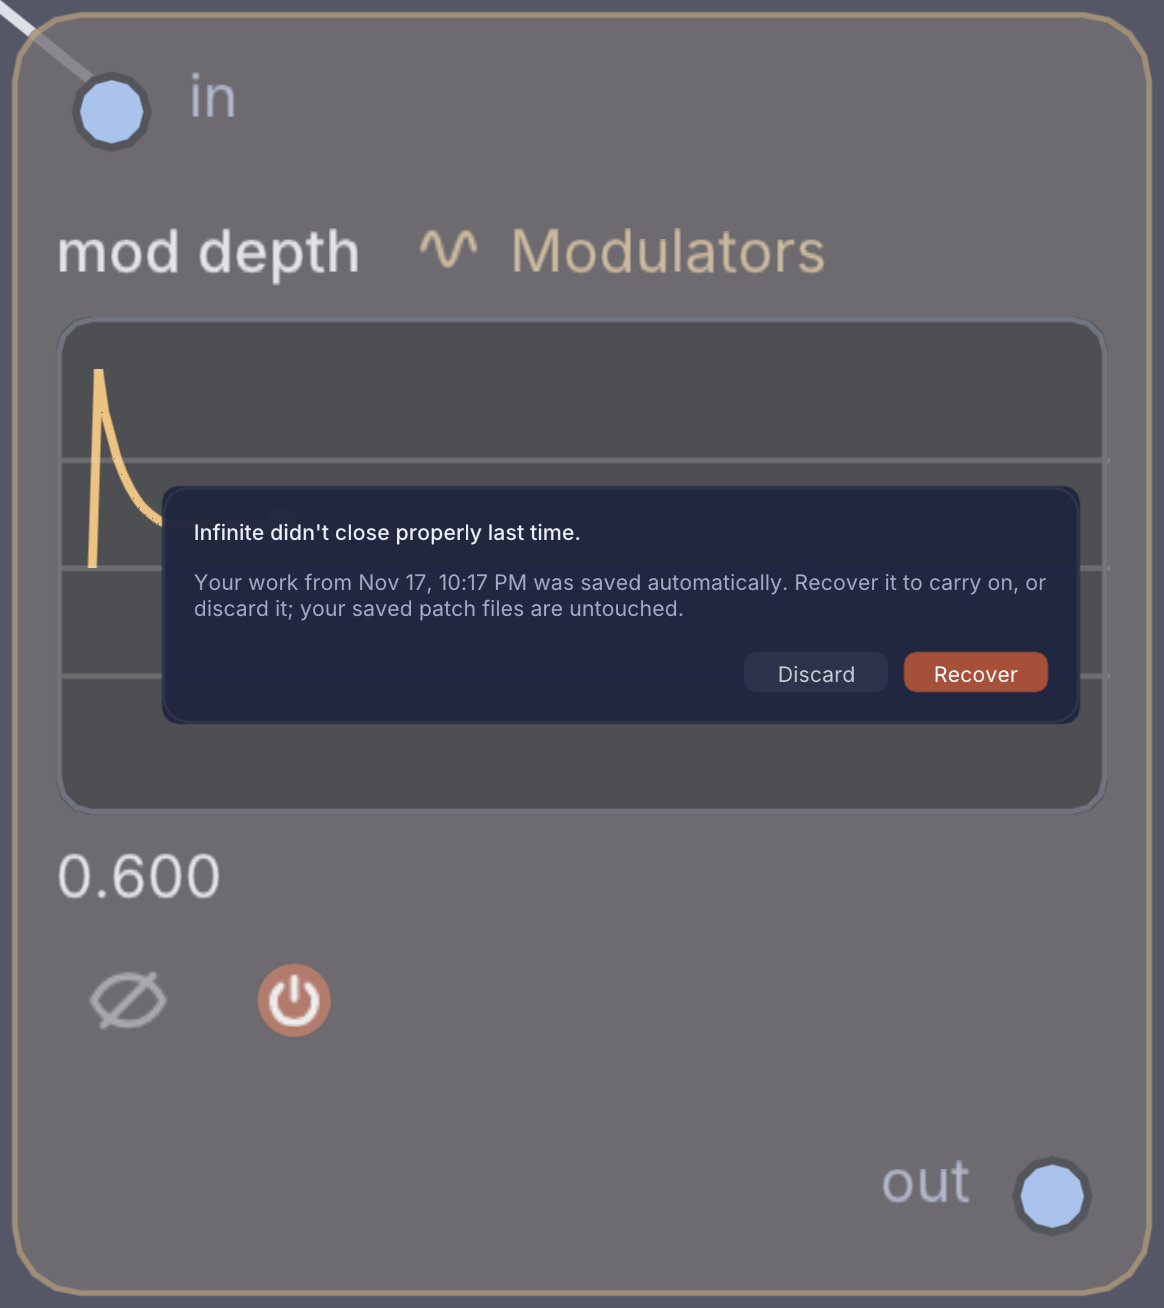 in
mod depth Modulators
Infinite didn't close properly last time.
Your work from Nov 17, 10:17 PM was saved automatically. Recover it to carry on, or
discard it; your saved patch files are untouched.
Discard Recover
0.600
out